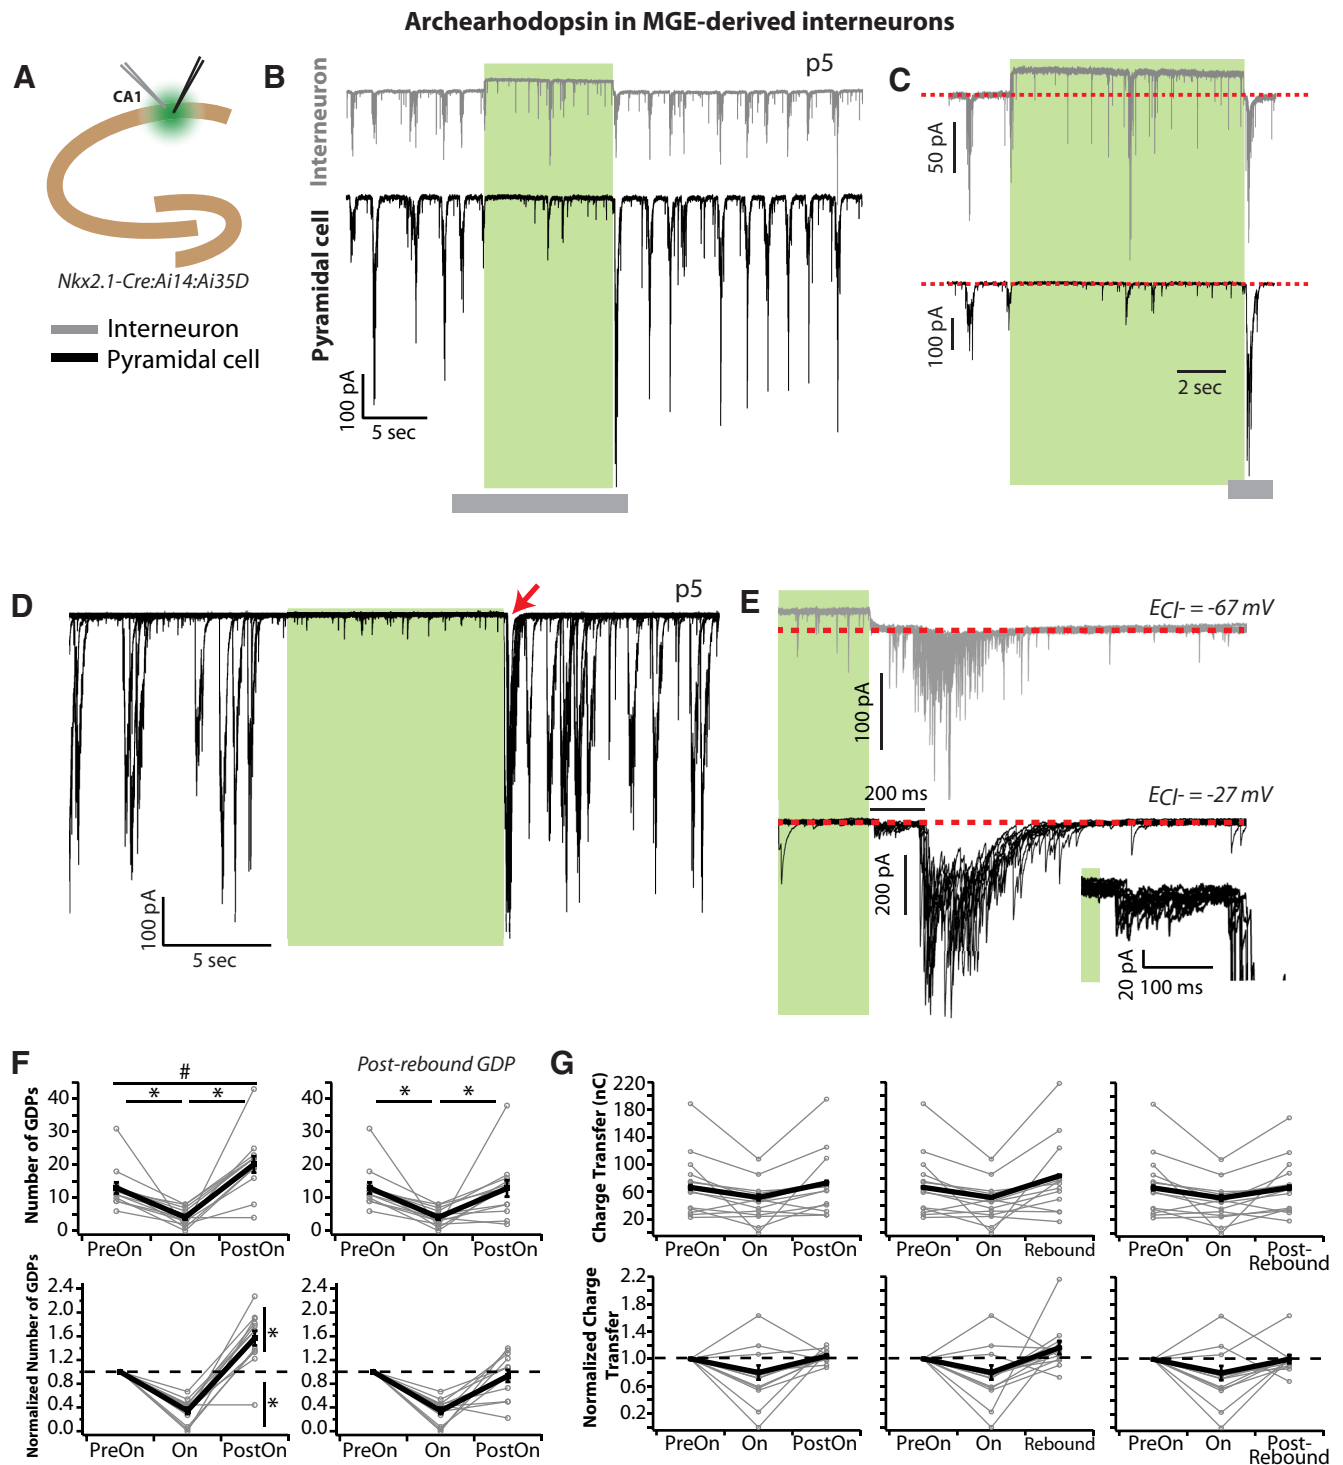 Archearhodopsin in MGE-derived interneurons
A
CA1
Nkx2.1-Cre:Ai14:Ai35D
Interneuron
Pyramidal cell
B
p5
Interneuron
Pyramidal cell
100 pA
5 sec
C
50 pA
100 pA
2 sec
D
p5
100 pA
5 sec
E
ECl- = -67 mV
100 pA
200 ms
ECl- = -27 mV
200 pA
20 pA
100 ms
F
Number of GDPs
40
30
20
10
0
#
*
*
PreOn On PostOn
Post-rebound GDP
40
30
20
10
0
*
*
PreOn On PostOn
Normalized Number of GDPs
2.4
2.0
1.6
1.2
0.8
0.4
0.0
*
*
PreOn On PostOn
2.4
2.0
1.6
1.2
0.8
0.4
0.0
PreOn On PostOn
G
Charge Transfer (nC)
220
180
140
100
60
20
PreOn On PostOn
PreOn On Rebound
PreOn On Post-
Rebound
Normalized Charge
Transfer
2.2
1.8
1.4
1.0
0.6
0.2
PreOn On PostOn
PreOn On Rebound
PreOn On Post-
Rebound